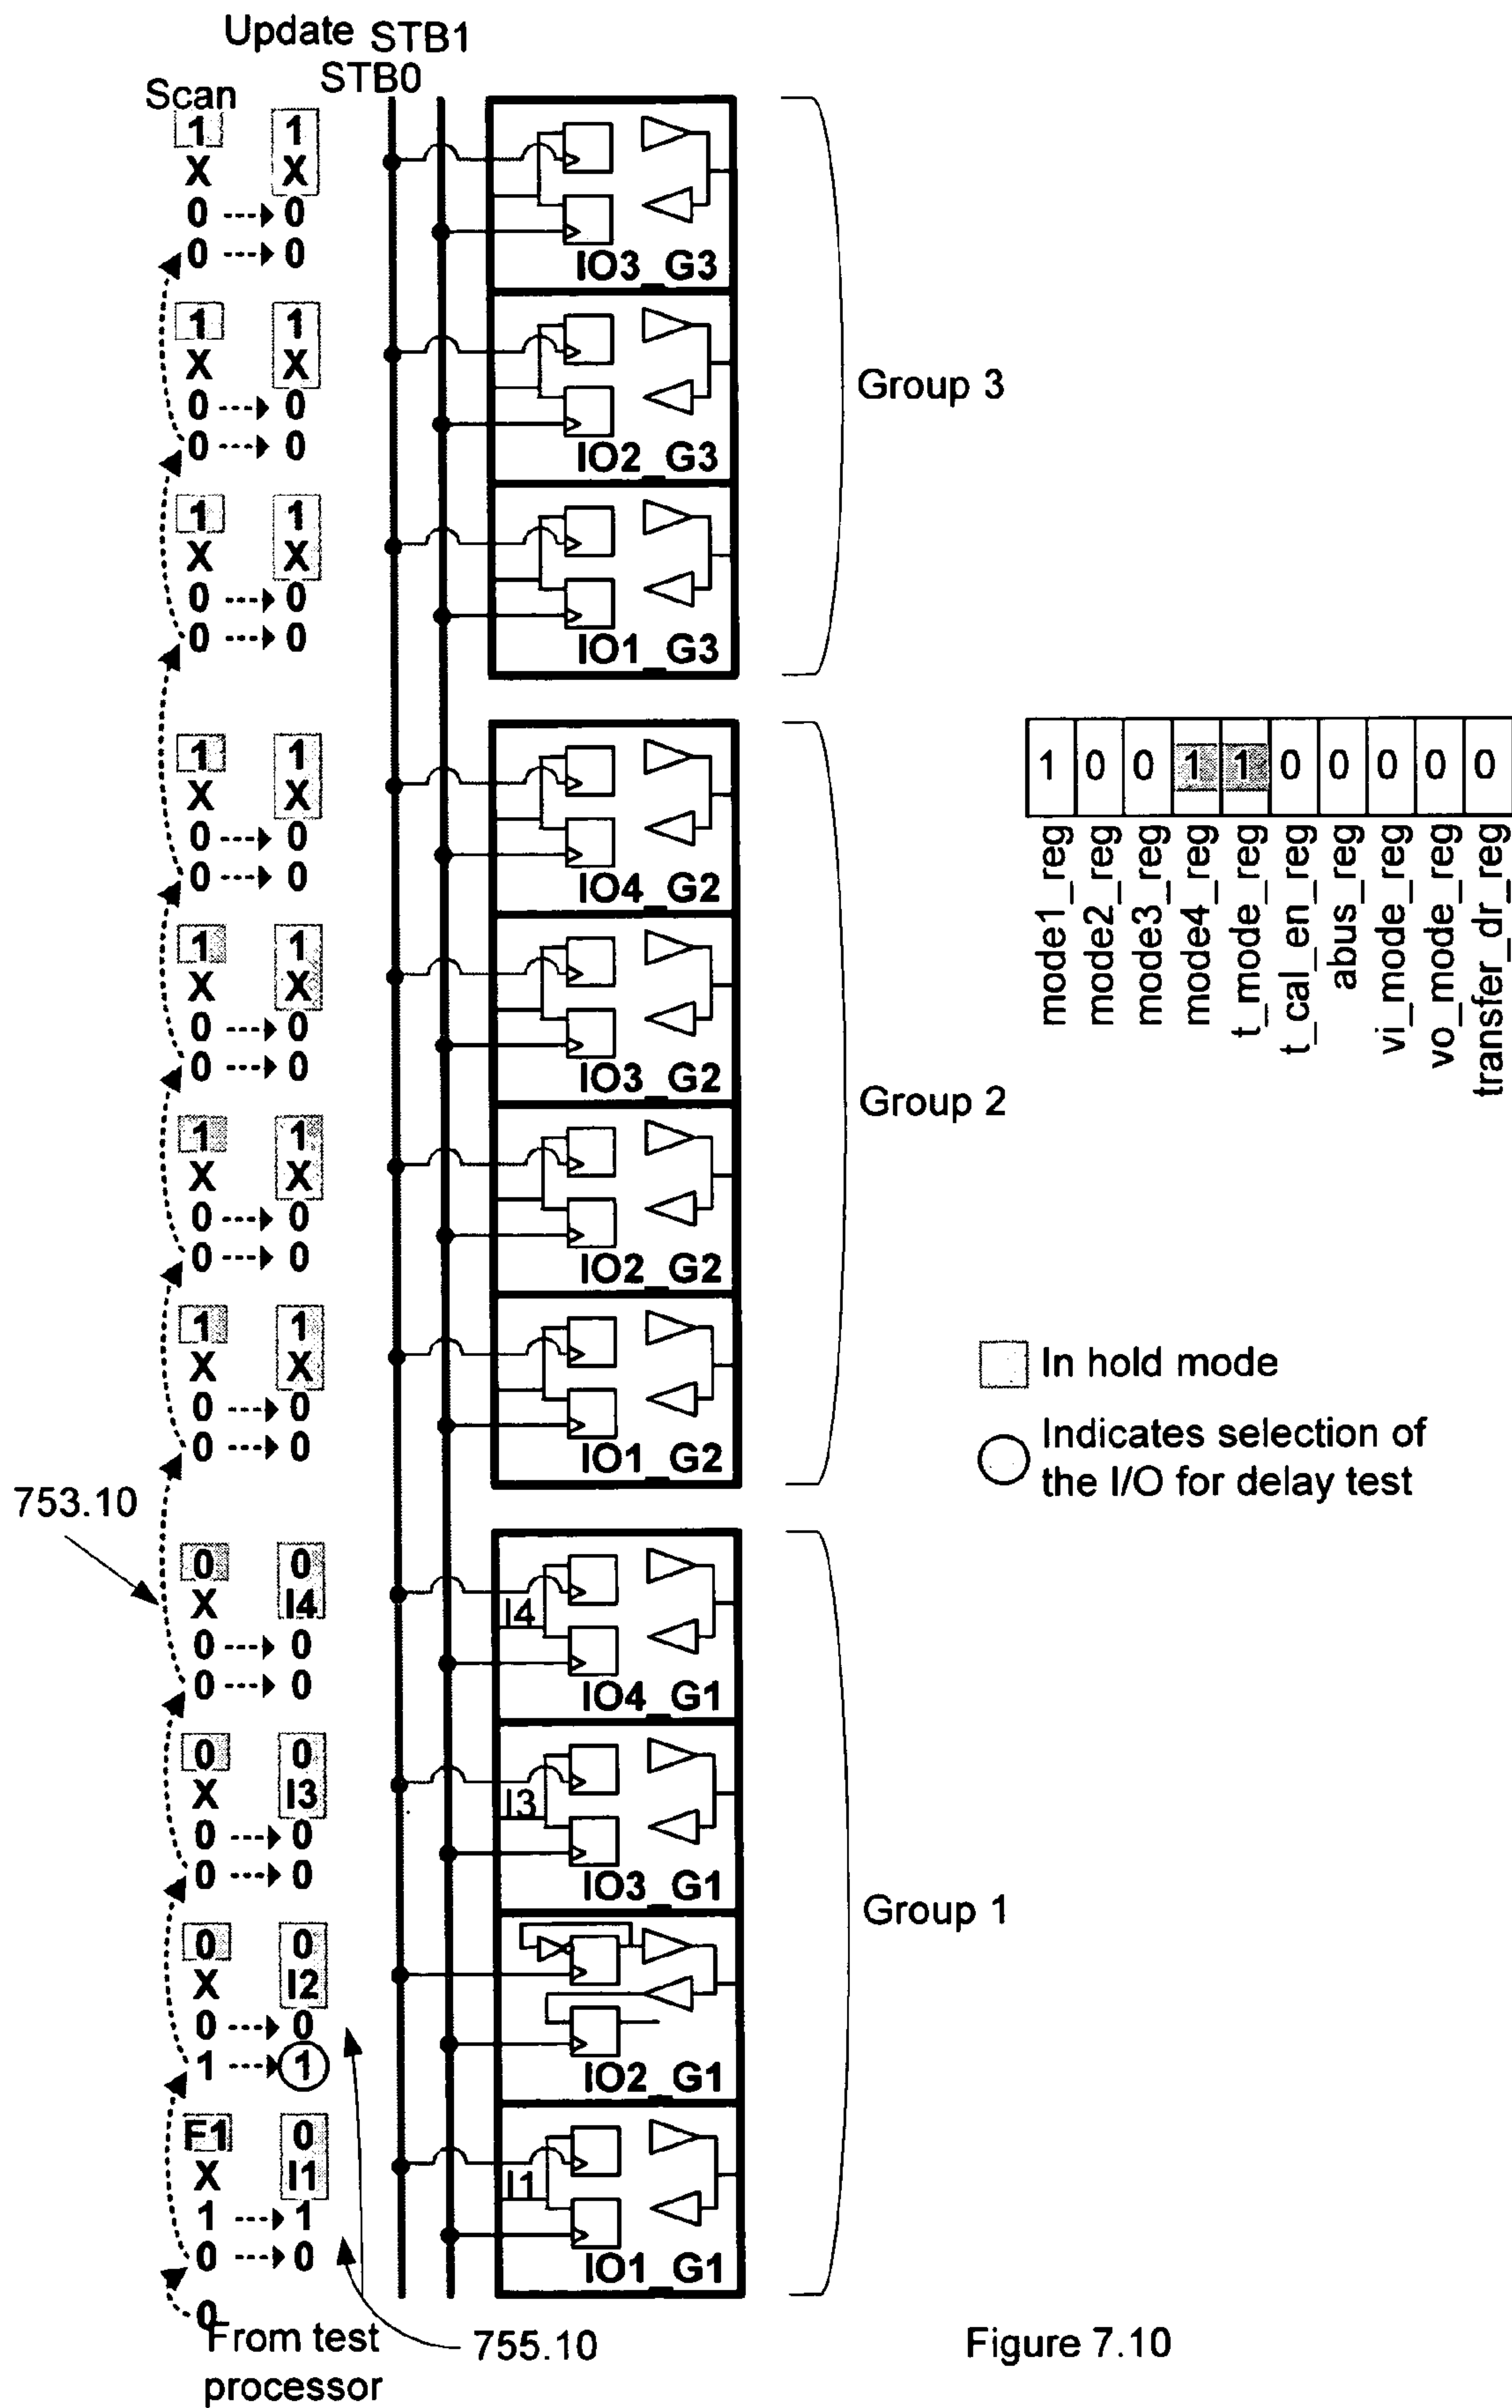 Update STB1
STB0
Scan
1 1
X X
0 0
0 0
IO3_G3
1 1
X X
0 0
0 0
IO2_G3
1 1
X X
0 0
0 0
IO1_G3
Group 3
1 1
X X
0 0
0 0
IO4_G2
1 1
X X
0 0
0 0
IO3_G2
1 1
X X
0 0
0 0
IO2_G2
1 1
X X
0 0
0 0
IO1_G2
Group 2
1 0 0 1 1 0 0 0 0 0
mode1_reg
mode2_reg
mode3_reg
mode4_reg
t_mode_reg
t_cal_en_reg
abus_reg
vi_mode_reg
vo_mode_reg
transfer_dr_reg
In hold mode
Indicates selection of
the I/O for delay test
753.10
0 0
X I4
0 0
0 0
I4
IO4_G1
0 0
X I3
0 0
0 0
I3
IO3_G1
0 0
X I2
0 0
1 1
IO2_G1
F1 0
X I1
1 1
0 0
I1
IO1_G1
Group 1
0
From test
processor
755.10
Figure 7.10